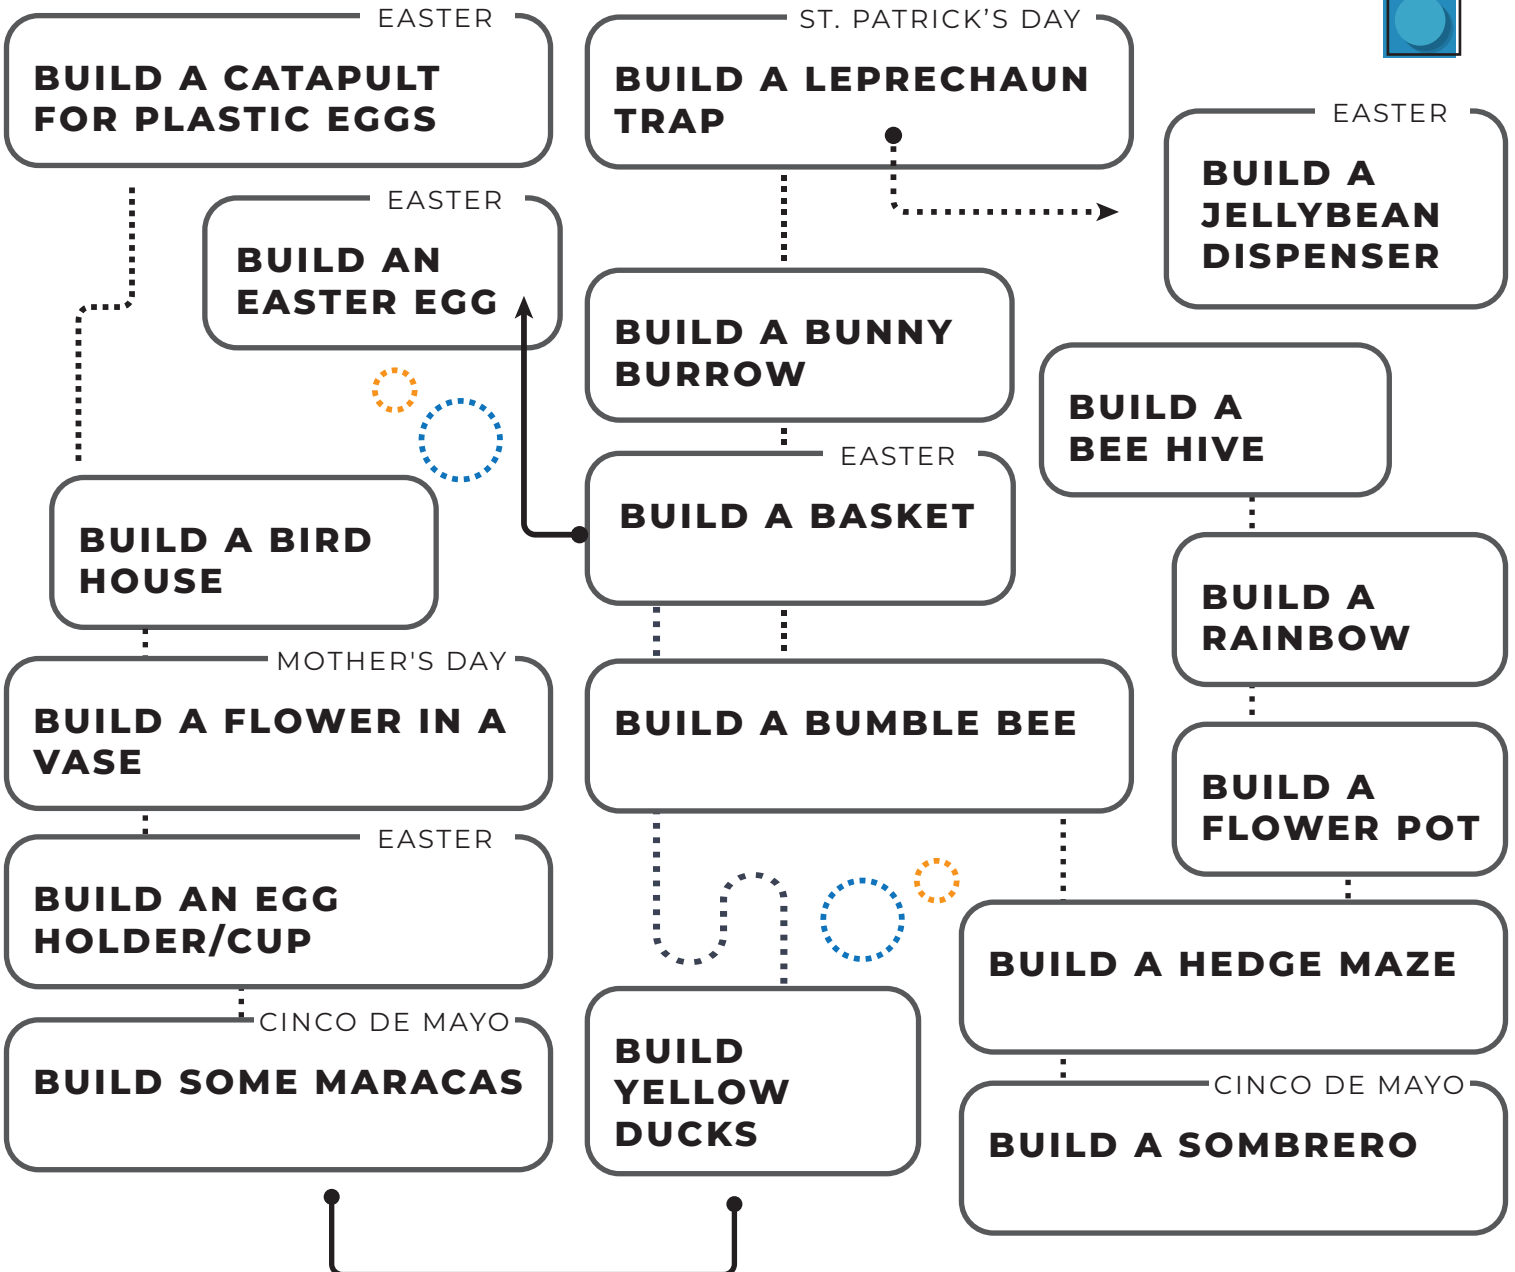 EASTER
BUILD A CATAPULT
FOR PLASTIC EGGS
ST. PATRICK’S DAY
BUILD A LEPRECHAUN
TRAP
EASTER
BUILD A
JELLYBEAN
DISPENSER
EASTER
BUILD AN
EASTER EGG
BUILD A BUNNY
BURROW
BUILD A
BEE HIVE
EASTER
BUILD A BASKET
BUILD A BIRD
HOUSE
BUILD A
RAINBOW
MOTHER'S DAY
BUILD A FLOWER IN A
VASE
BUILD A BUMBLE BEE
BUILD A
FLOWER POT
EASTER
BUILD AN EGG
HOLDER/CUP
BUILD A HEDGE MAZE
CINCO DE MAYO
BUILD SOME MARACAS
BUILD
YELLOW
DUCKS
CINCO DE MAYO
BUILD A SOMBRERO